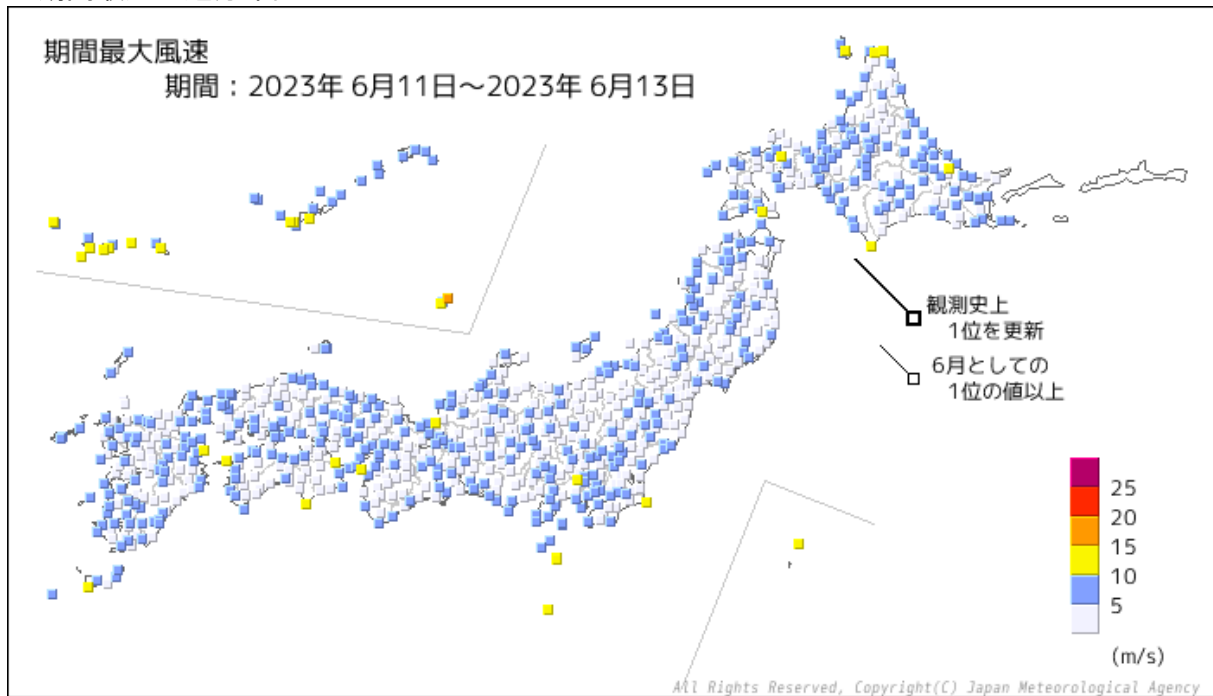 期間最大風速
期間：2023年 6月11日～2023年 6月13日
観測史上
1位を更新
6月としての
1位の値以上
25
20
15
10
5
(m/s)
All Rights Reserved, Copyright(C) Japan Meteorological Agency